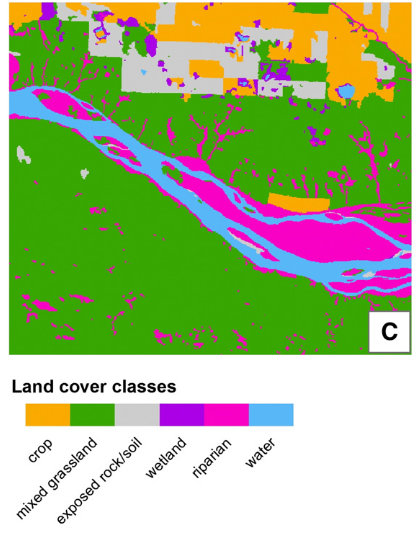 C
Land cover classes
crop
mixed grassland
exposed rock/soil
wetland
riparian
water